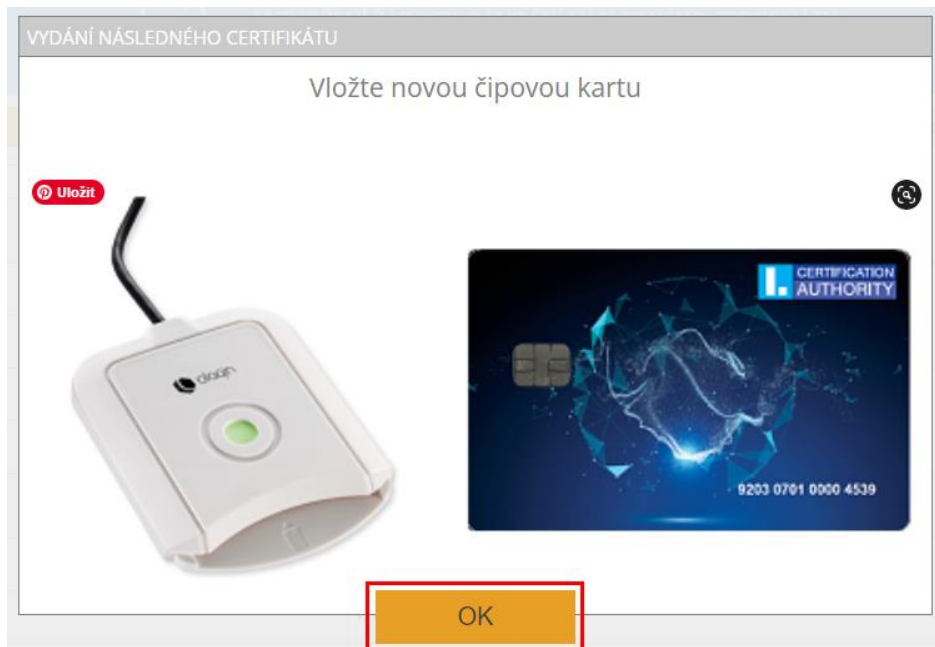 VYDÁNÍ NÁSLEDNÉHO CERTIFIKÁTU
Vložte novou čipovou kartu
Uložit
I.
CERTIFICATION
AUTHORITY
9203 0701 0000 4539
OK